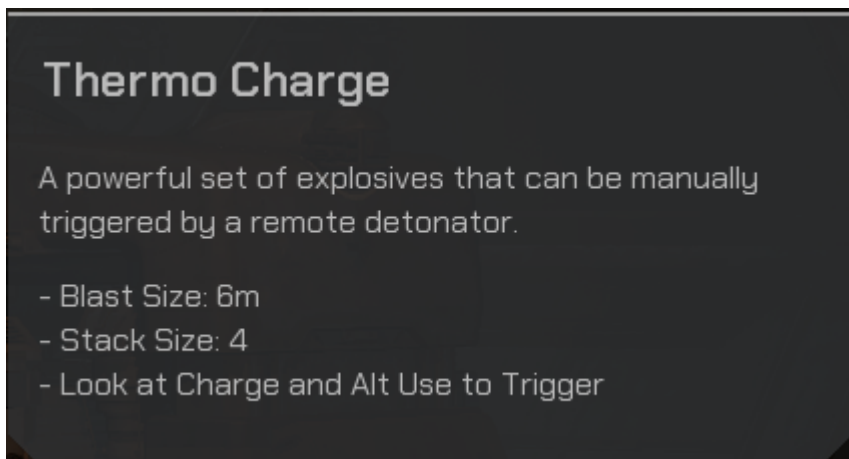 Thermo Charge
A powerful set of explosives that can be manually
triggered by a remote detonator.
- Blast Size: 6m
- Stack Size: 4
- Look at Charge and Alt Use to Trigger